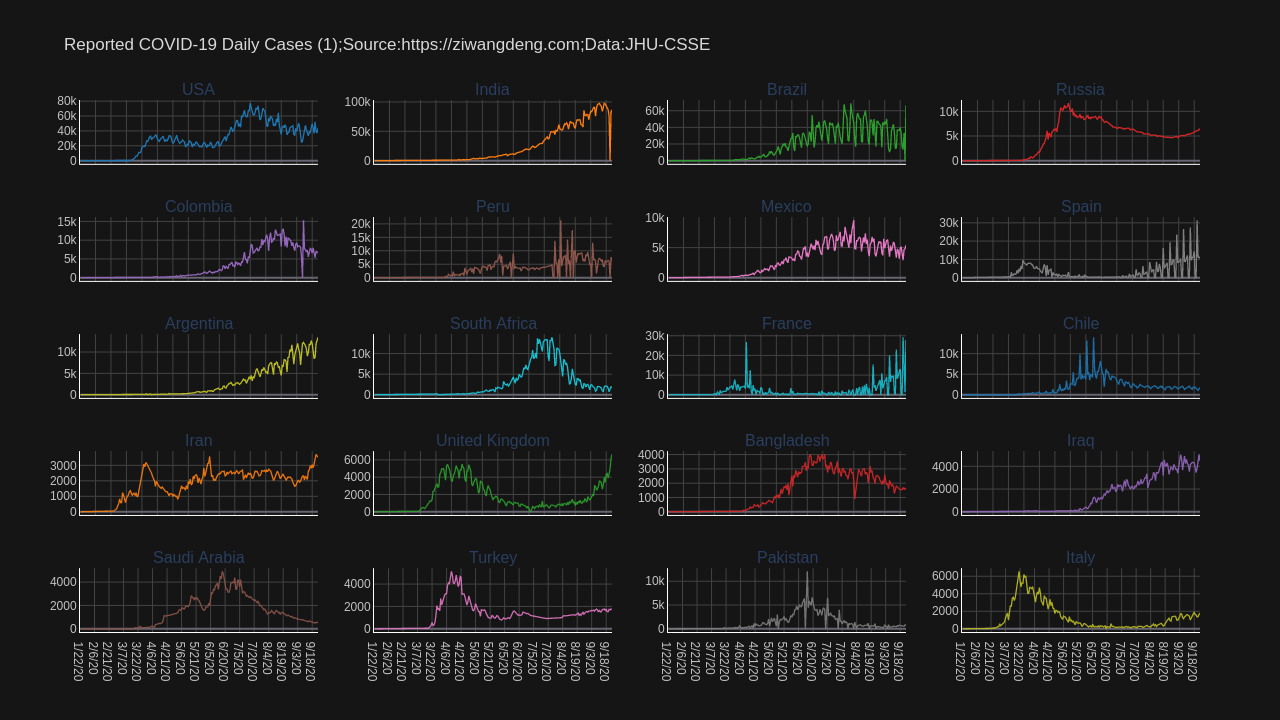 Reported COVID-19 Daily Cases (1);Source:https://ziwangdeng.com;Data:JHU-CSSE
USA
80k
60k
40k
20k
0
India
100k
50k
0
Brazil
60k
40k
20k
0
Russia
10k
5k
0
Colombia
15k
10k
5k
0
Peru
20k
15k
10k
5k
0
Mexico
10k
5k
0
Spain
30k
20k
10k
0
Argentina
10k
5k
0
South Africa
10k
5k
0
France
30k
20k
10k
0
Chile
10k
5k
0
Iran
3000
2000
1000
0
United Kingdom
6000
4000
2000
0
Bangladesh
4000
3000
2000
1000
0
Iraq
4000
2000
0
Saudi Arabia
4000
2000
0
Turkey
4000
2000
0
Pakistan
10k
5k
0
Italy
6000
4000
2000
0
1/22/20 2/6/20 2/21/20 3/7/20 3/22/20 4/6/20 4/21/20 5/6/20 5/21/20 6/5/20 6/20/20 7/5/20 7/20/20 8/4/20 8/19/20 9/3/20 9/18/20
1/22/20 2/6/20 2/21/20 3/7/20 3/22/20 4/6/20 4/21/20 5/6/20 5/21/20 6/5/20 6/20/20 7/5/20 7/20/20 8/4/20 8/19/20 9/3/20 9/18/20
1/22/20 2/6/20 2/21/20 3/7/20 3/22/20 4/6/20 4/21/20 5/6/20 5/21/20 6/5/20 6/20/20 7/5/20 7/20/20 8/4/20 8/19/20 9/3/20 9/18/20
1/22/20 2/6/20 2/21/20 3/7/20 3/22/20 4/6/20 4/21/20 5/6/20 5/21/20 6/5/20 6/20/20 7/5/20 7/20/20 8/4/20 8/19/20 9/3/20 9/18/20